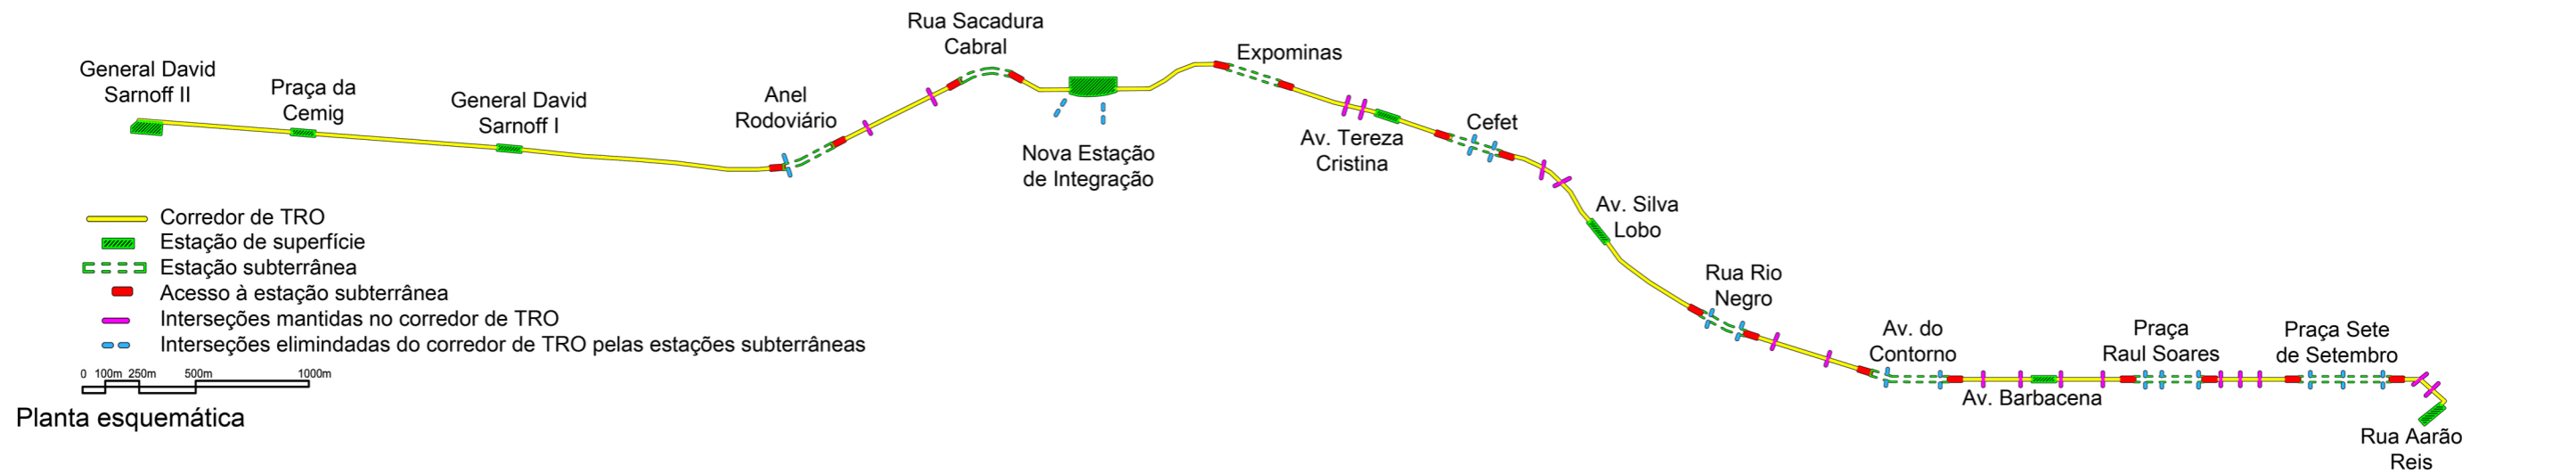 General David
Sarnoff II
Praça da
Cemig
General David
Sarnoff I
Anel
Rodoviário
Rua Sacadura
Cabral
Nova Estação
de Integração
Expominas
Av. Tereza
Cristina
Cefet
Av. Silva
Lobo
Rua Rio
Negro
Av. do
Contorno
Av. Barbacena
Praça
Raul Soares
Praça Sete
de Setembro
Rua Aarão
Reis
Corredor de TRO
Estação de superfície
Estação subterrânea
Acesso à estação subterrânea
Interseções mantidas no corredor de TRO
Interseções elimindadas do corredor de TRO pelas estações subterrâneas
0 100m 250m 500m 1000m
Planta esquemática